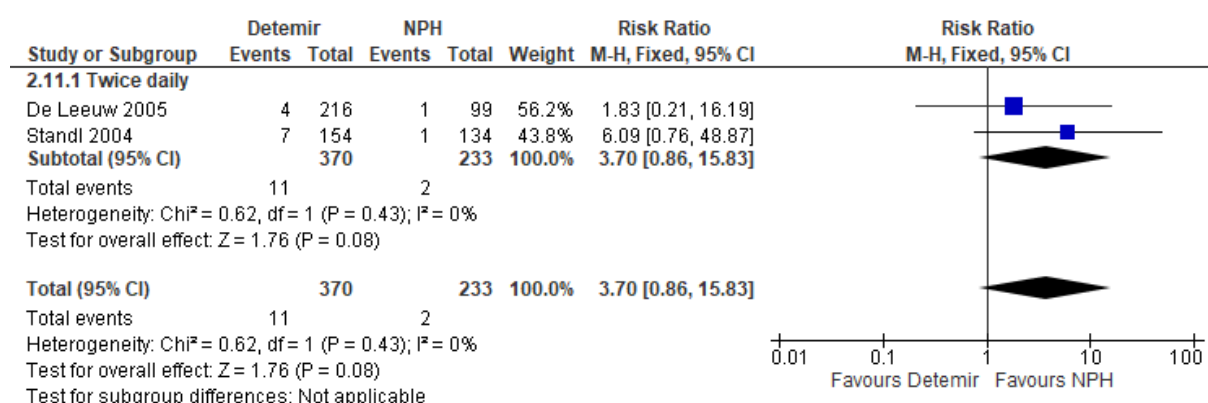 Detemir NPH Risk Ratio Risk Ratio
Study or Subgroup Events Total Events Total Weight M-H, Fixed, 95% CI M-H, Fixed, 95% CI
2.11.1 Twice daily
De Leeuw 2005 4 216 1 99 56.2% 1.83 [0.21, 16.19]
Standl 2004 7 154 1 134 43.8% 6.09 [0.76, 48.87]
Subtotal (95% CI) 370 233 100.0% 3.70 [0.86, 15.83]
Total events 11 2
Heterogeneity: Chi² = 0.62, df = 1 (P = 0.43); I² = 0%
Test for overall effect: Z = 1.76 (P = 0.08)
Total (95% CI) 370 233 100.0% 3.70 [0.86, 15.83]
Total events 11 2
Heterogeneity: Chi² = 0.62, df = 1 (P = 0.43); I² = 0%
Test for overall effect: Z = 1.76 (P = 0.08)
Test for subgroup differences: Not applicable
0.01 0.1 1 10 100
Favours Detemir Favours NPH